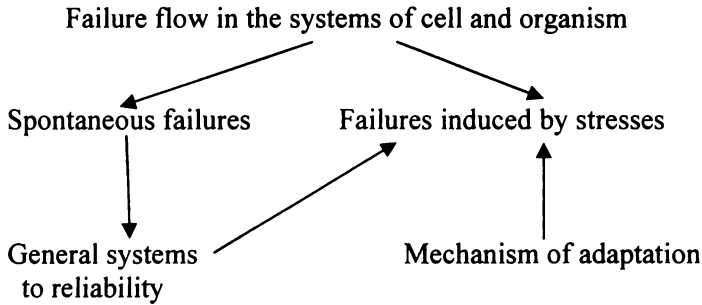 Failure flow in the systems of cell and organism
Spontaneous failures
Failures induced by stresses
General systems
to reliability
Mechanism of adaptation